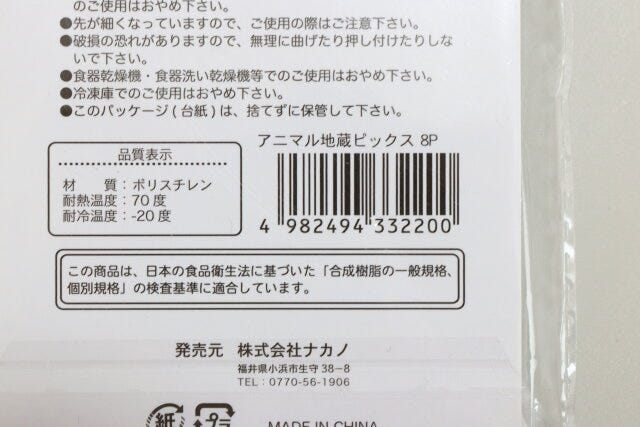 のご使用はおやめ下さい。
●先が細くなっていますので、ご使用の際はご注意下さい。
●破損の恐れがありますので、無理に曲げたり押し付けたりしな
いで下さい。
●食器乾燥機・食器洗い乾燥機等でのご使用はおやめ下さい。
●冷凍庫でのご使用はおやめ下さい。
●このパッケージ(台紙)は、捨てずに保管して下さい。
アニマル地蔵ピックス 8P
品質表示
材　質：ポリスチレン
耐熱温度：70度
耐冷温度：-20度
4 982494 332200
この商品は、日本の食品衛生法に基づいた「合成樹脂の一般規格、
個別規格」の検査基準に適合しています。
発売元 株式会社ナカノ
福井県小浜市生守38-8
TEL：0770-56-1906
紙 プラ MADE IN CHINA